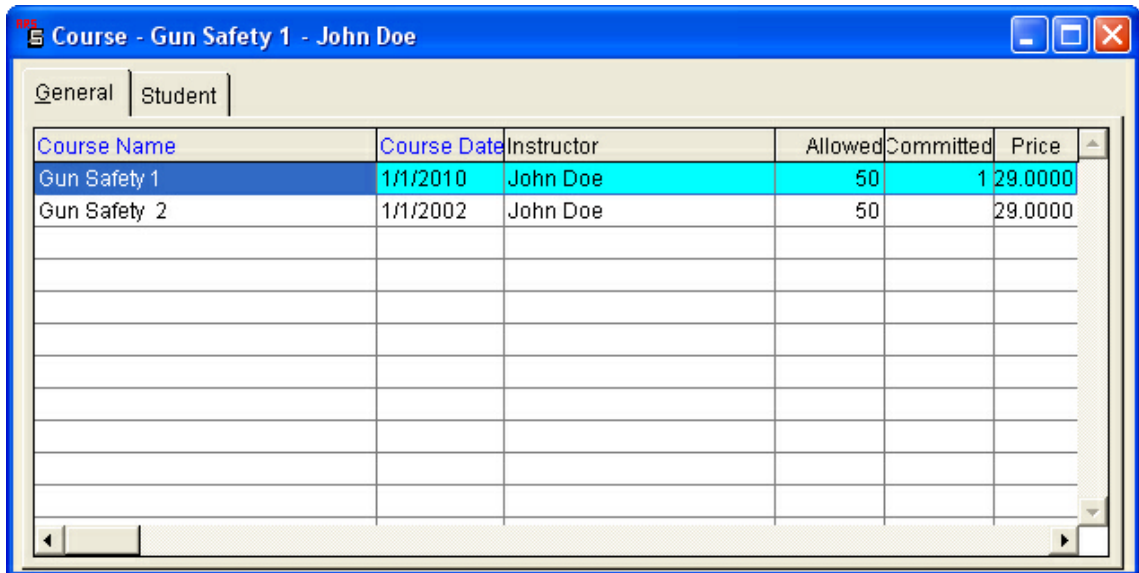 Course - Gun Safety 1 - John Doe
General Student
Course Name Course Date Instructor Allowed Committed Price
Gun Safety 1 1/1/2010 John Doe 50 1 29.0000
Gun Safety 2 1/1/2002 John Doe 50 29.0000